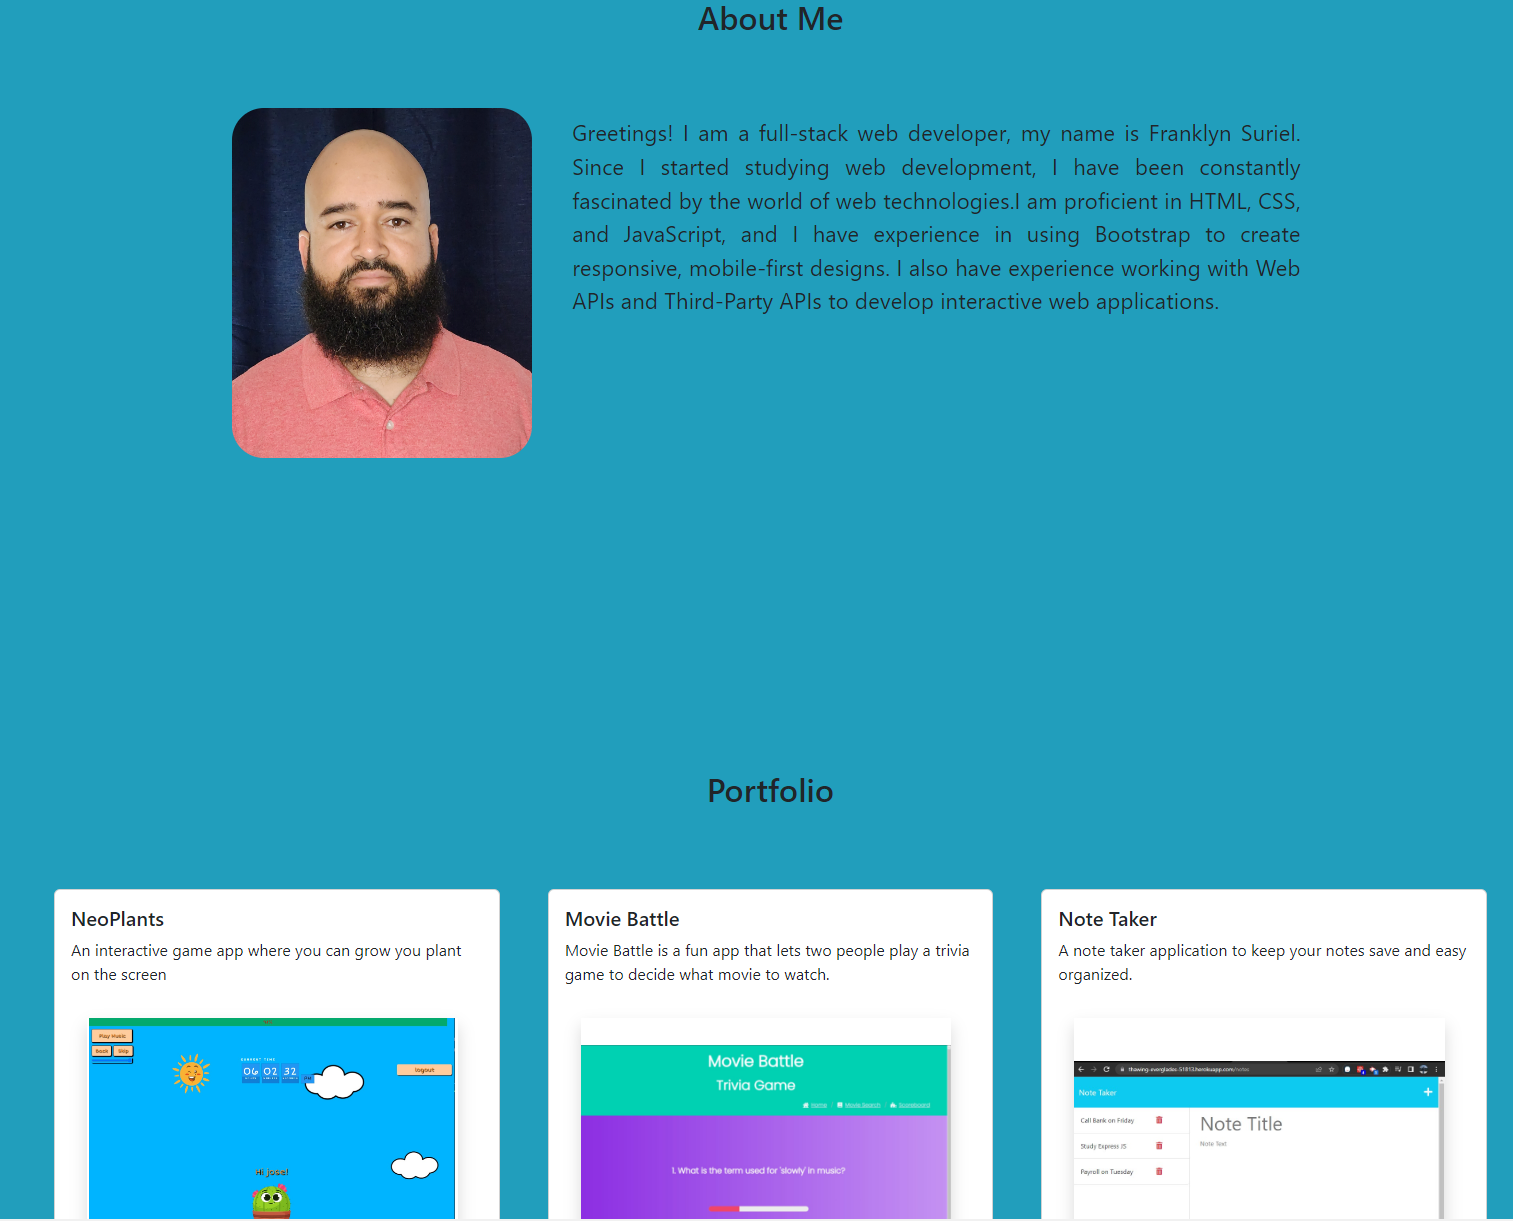 About Me
Greetings! I am a full-stack web developer, my name is Franklyn Suriel.
Since I started studying web development, I have been constantly
fascinated by the world of web technologies.I am proficient in HTML, CSS,
and JavaScript, and I have experience in using Bootstrap to create
responsive, mobile-first designs. I also have experience working with Web
APIs and Third-Party APIs to develop interactive web applications.
Portfolio
NeoPlants
An interactive game app where you can grow you plant
on the screen
Play Music
back
Skip
CURRENT TIME
06 02 32
logout
Hi jose!
Movie Battle
Movie Battle is a fun app that lets two people play a trivia
game to decide what movie to watch.
Movie Battle
Trivia Game
Home
Movie Search
Scoreboard
1. What is the term used for 'slowly' in music?
Note Taker
A note taker application to keep your notes save and easy
organized.
thawing-everglades-51813.herokuapp.com/notes
Note Taker
Call Bank on Friday
Study Express JS
Payroll on Tuesday
Note Title
Note Text